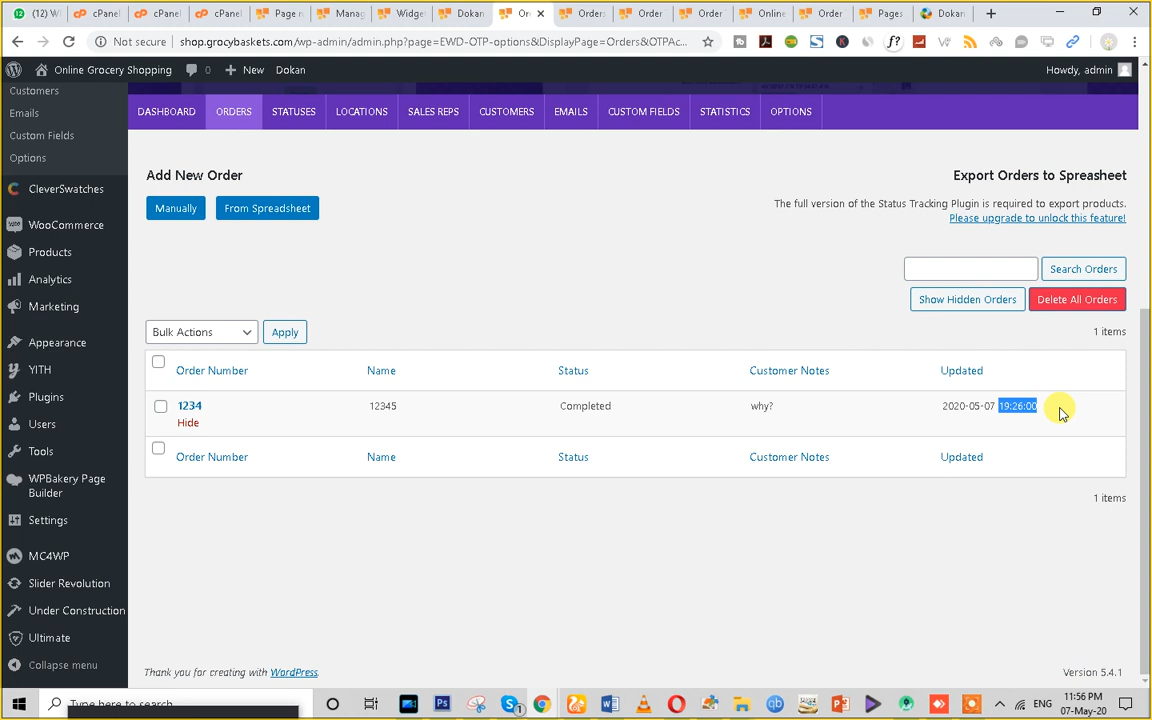 (12) W
cPanel
cPanel
cPanel
Page n
Manag
Widge
Dokan
Or
Orders
Order
Order
Online
Order
Pages
Dokan
Not secure
shop.grocybaskets.com/wp-admin/admin.php?page=EWD-OTP-options&DisplayPage=Orders&OTPAc...
Online Grocery Shopping
0
New
Dokan
Howdy, admin
Customers
Emails
Custom Fields
Options
CleverSwatches
WooCommerce
Products
Analytics
Marketing
Appearance
YITH
Plugins
Users
Tools
WPBakery Page
Builder
Settings
MC4WP
Slider Revolution
Under Construction
Ultimate
Collapse menu
DASHBOARD
ORDERS
STATUSES
LOCATIONS
SALES REPS
CUSTOMERS
EMAILS
CUSTOM FIELDS
STATISTICS
OPTIONS
Add New Order
Manually
From Spreadsheet
Export Orders to Spreasheet
The full version of the Status Tracking Plugin is required to export products.
Please upgrade to unlock this feature!
Search Orders
Show Hidden Orders
Delete All Orders
Bulk Actions
Apply
1 items
Order Number
Name
Status
Customer Notes
Updated
1234
12345
Completed
why?
2020-05-07 19:26:00
Hide
Order Number
Name
Status
Customer Notes
Updated
1 items
Thank you for creating with WordPress.
Version 5.4.1
Type here to search
ENG
11:56 PM
07-May-20